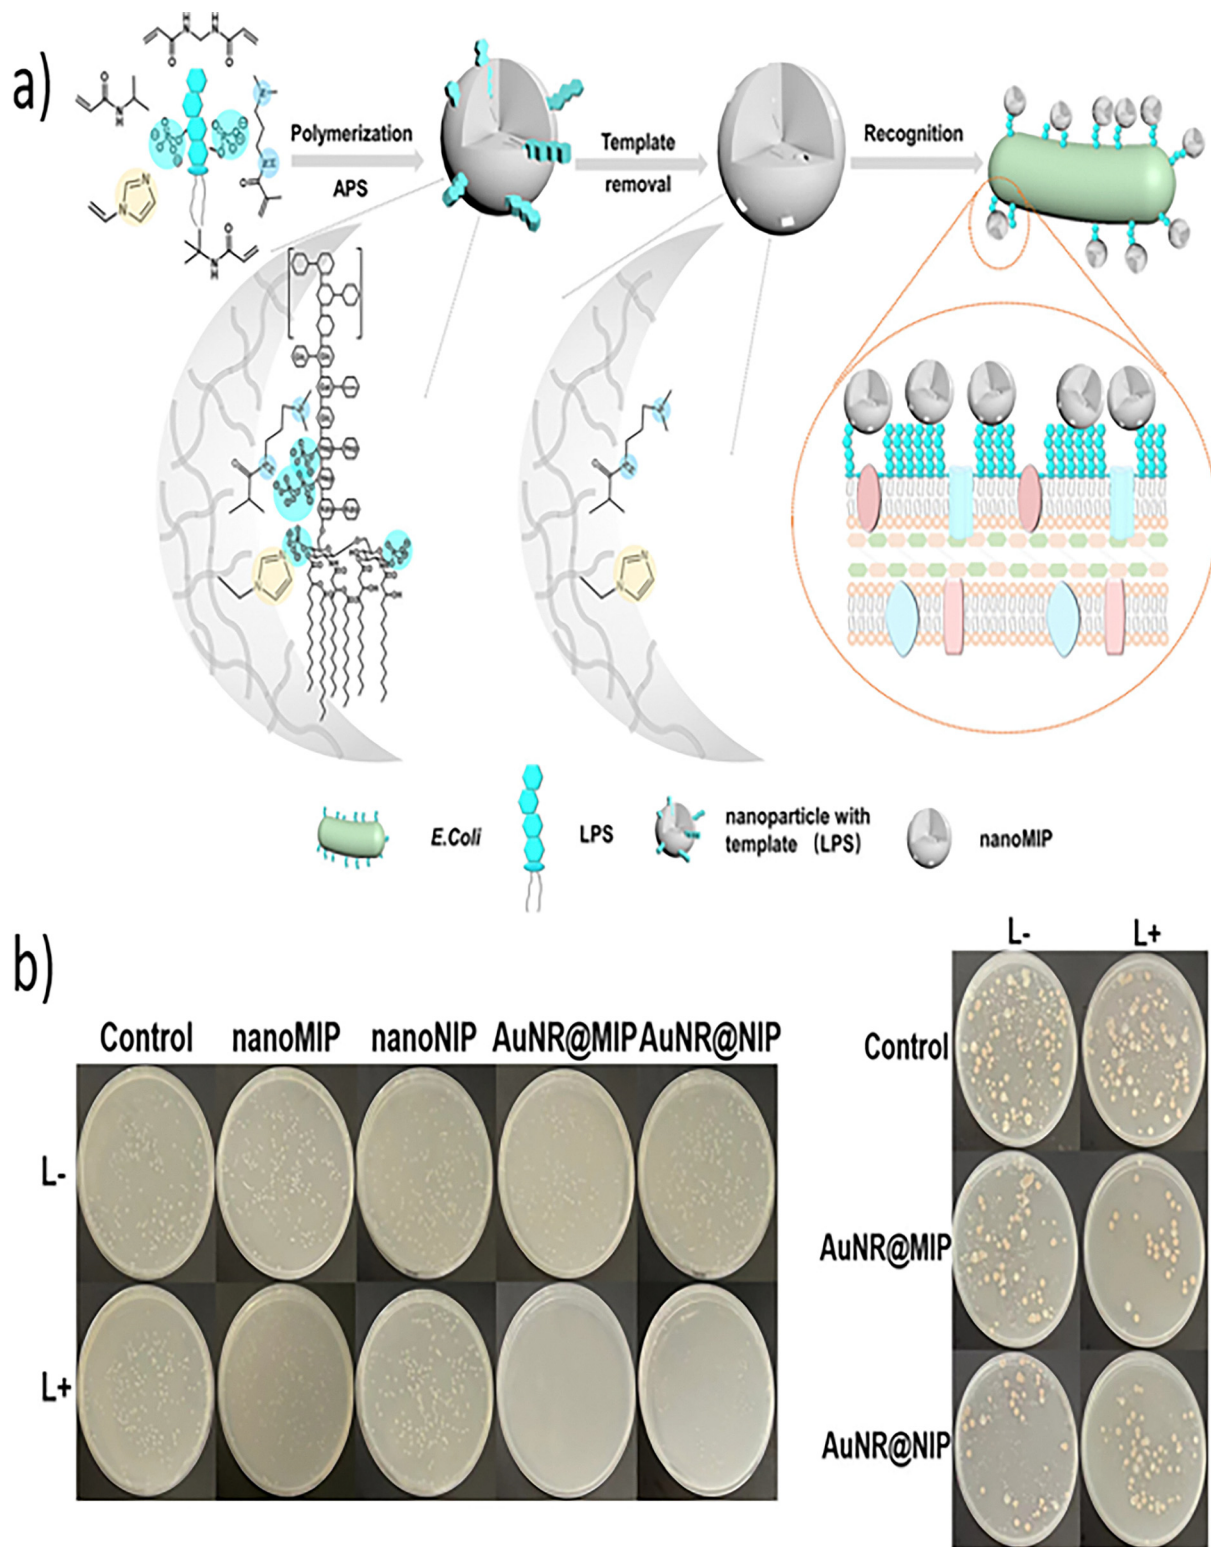 a)
Polymerization
APS
Template
removal
Recognition
E.Coli
LPS
nanoparticle with
template (LPS)
nanoMIP
b)
Control nanoMIP nanoNIP AuNR@MIP AuNR@NIP
L-
L+
L- L+
Control
AuNR@MIP
AuNR@NIP